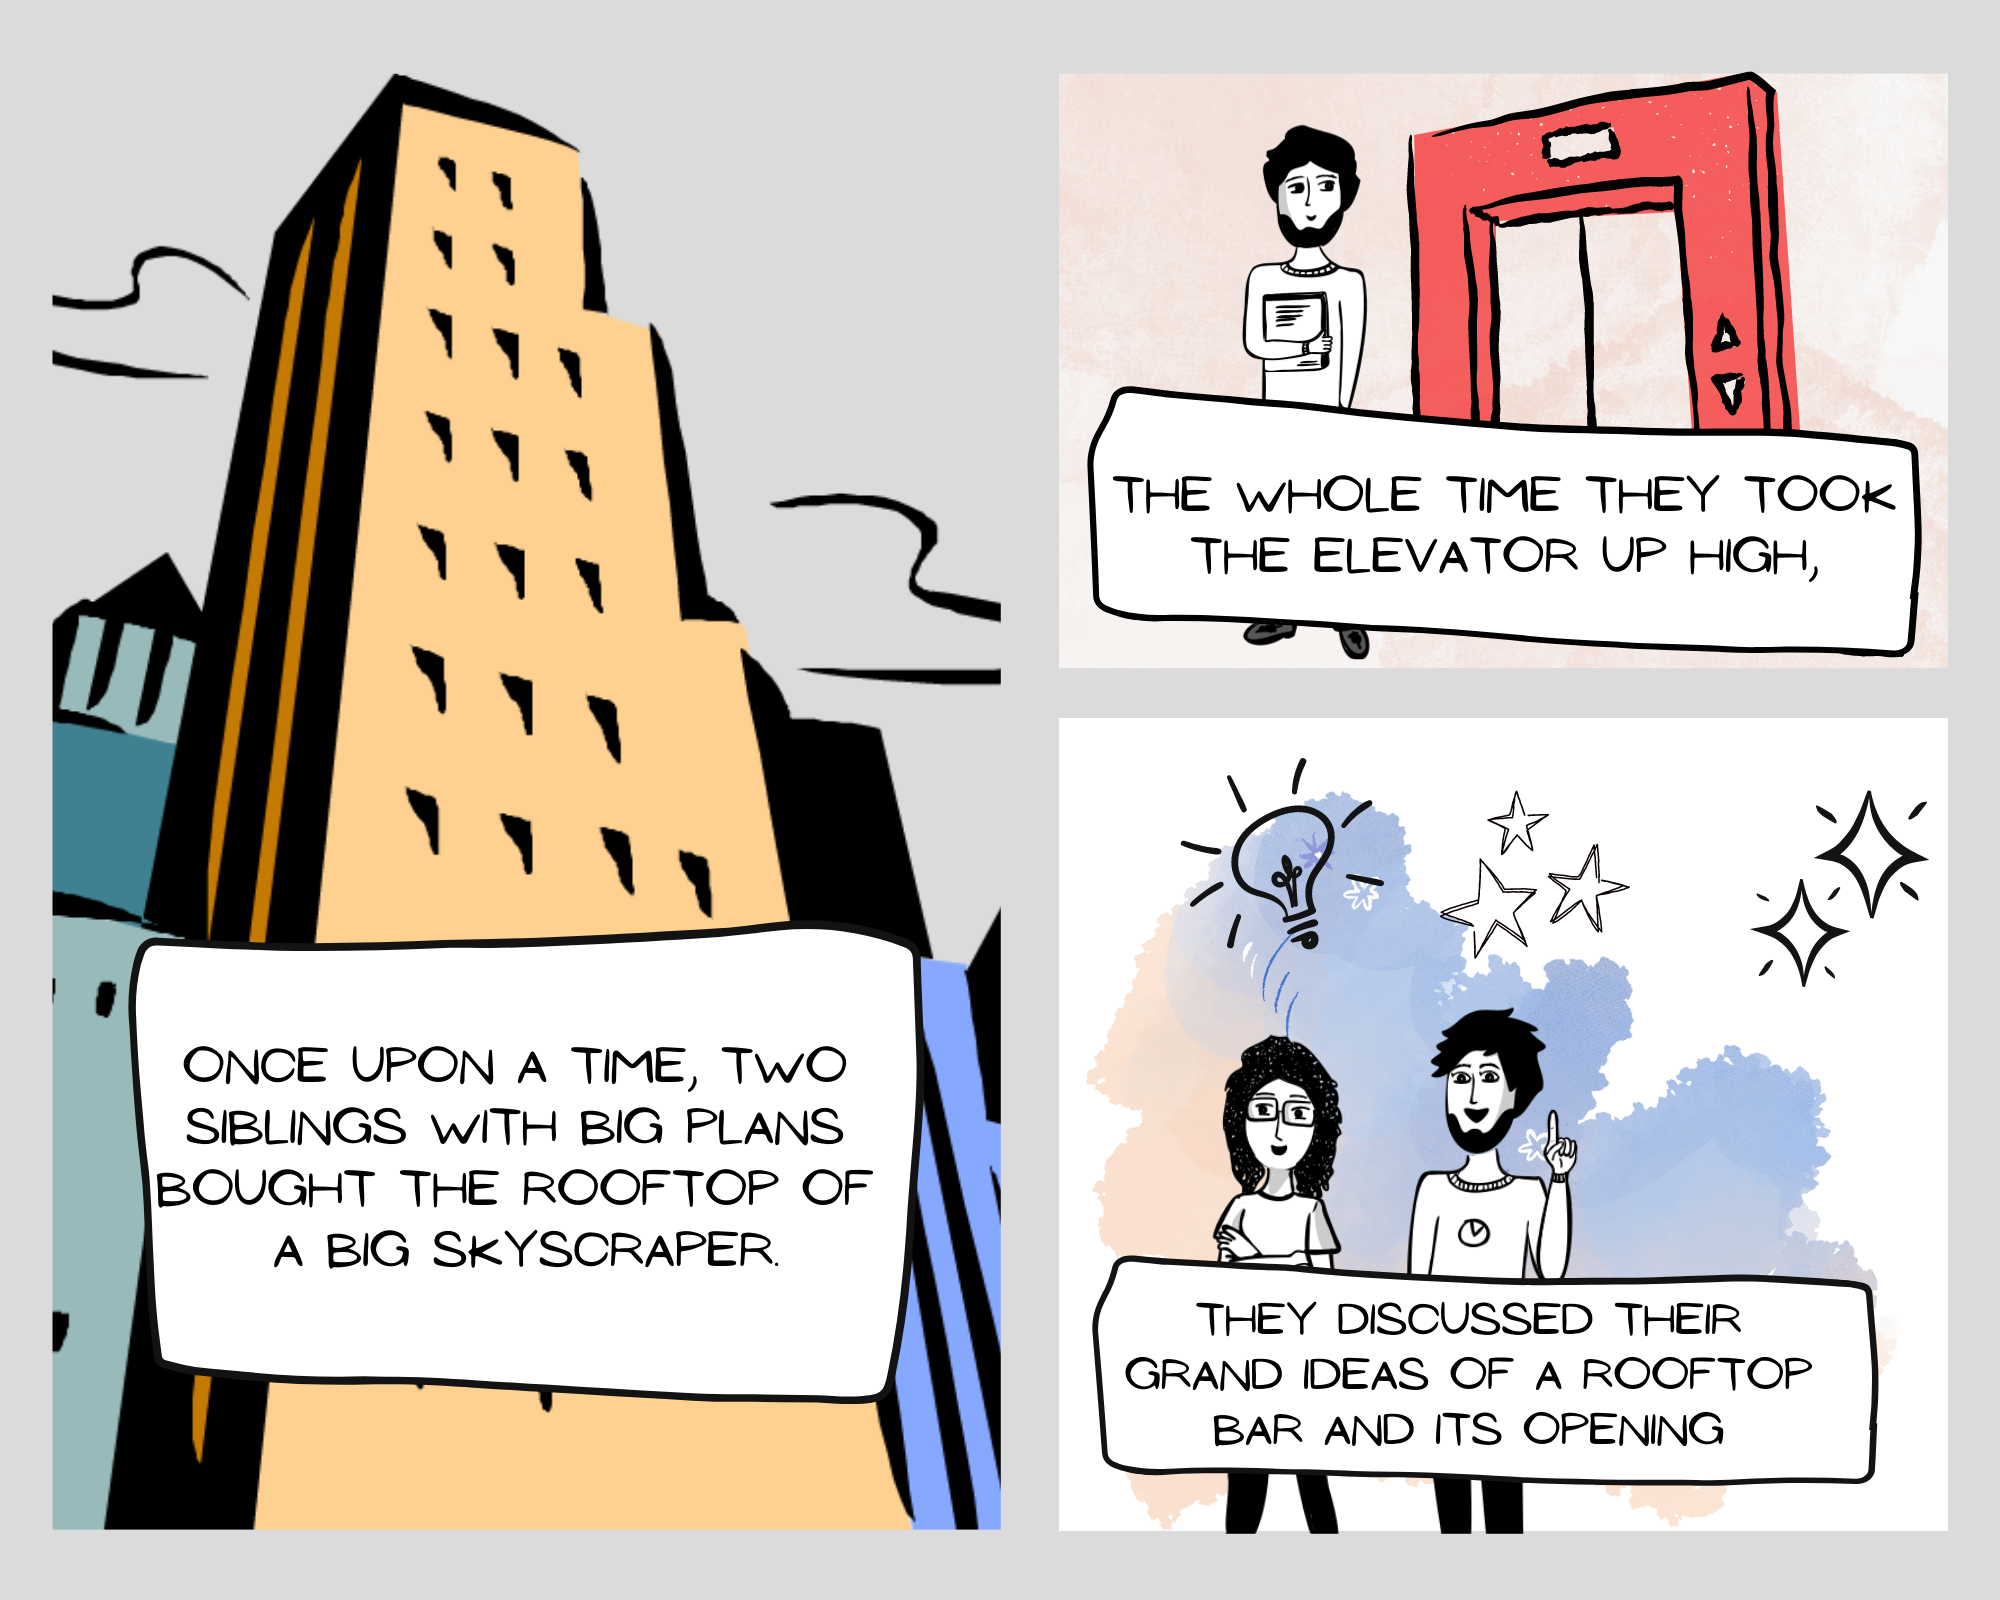 ONCE UPON A TIME, TWO
SIBLINGS WITH BIG PLANS
BOUGHT THE ROOFTOP OF
A BIG SKYSCRAPER.
THE WHOLE TIME THEY TOOK
THE ELEVATOR UP HIGH,
THEY DISCUSSED THEIR
GRAND IDEAS OF A ROOFTOP
BAR AND ITS OPENING